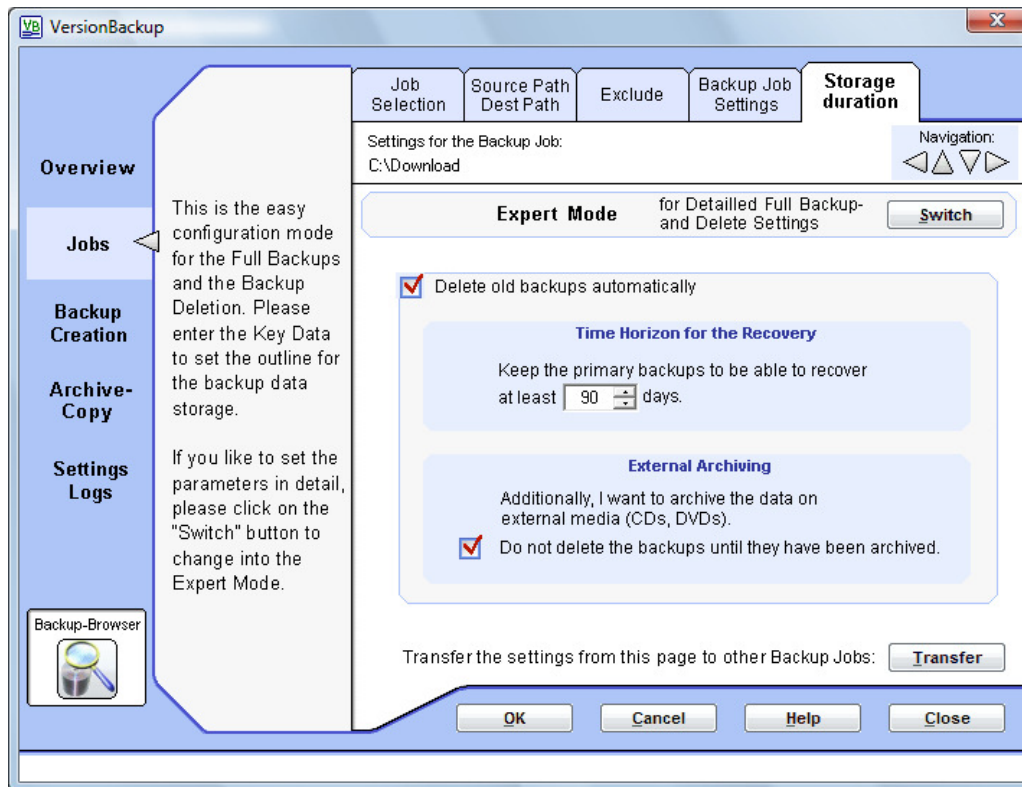 VB VersionBackup
X
Job
Selection
Source Path
Dest Path
Exclude
Backup Job
Settings
Storage
duration
Settings for the Backup Job:
C:\Download
Navigation:
Overview
Jobs
Backup
Creation
Archive-
Copy
Settings
Logs
Backup-Browser
This is the easy
configuration mode
for the Full Backups
and the Backup
Deletion. Please
enter the Key Data
to set the outline for
the backup data
storage.
If you like to set the
parameters in detail,
please click on the
"Switch" button to
change into the
Expert Mode.
Expert Mode
for Detailled Full Backup-
and Delete Settings
Switch
Delete old backups automatically
Time Horizon for the Recovery
Keep the primary backups to be able to recover
at least 90 days.
External Archiving
Additionally, I want to archive the data on
external media (CDs, DVDs).
Do not delete the backups until they have been archived.
Transfer the settings from this page to other Backup Jobs:
Transfer
OK
Cancel
Help
Close